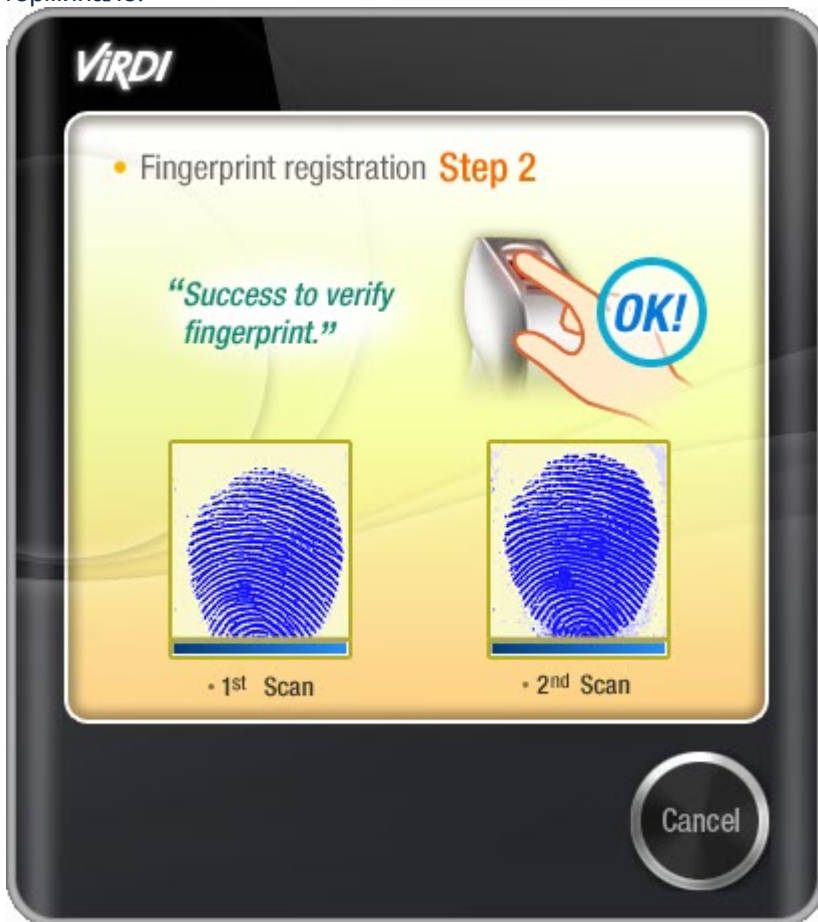 ViRDI
• Fingerprint registration Step 2
“Success to verify
fingerprint.”
OK!
• 1st Scan
• 2nd Scan
Cancel